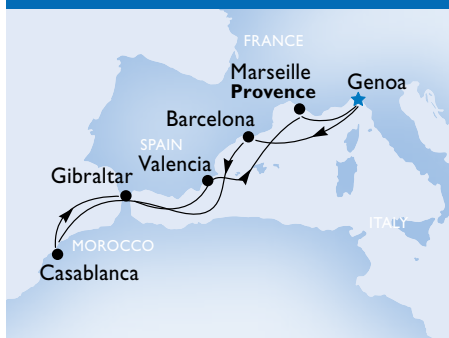 FRANCE
Marseille
Provence
Genoa
Barcelona
SPAIN
Valencia
Gibraltar
ITALY
MOROCCO
Casablanca